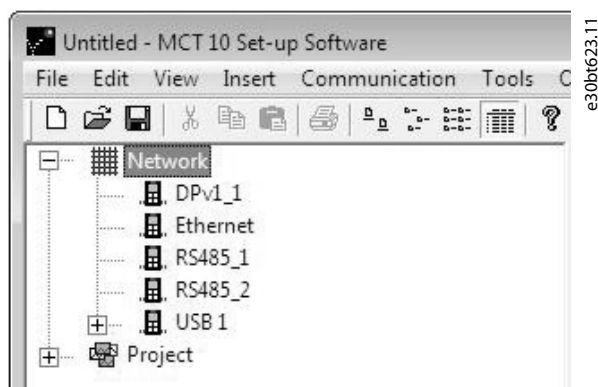 Untitled - MCT 10 Set-up Software
File Edit View Insert Communication Tools
Network
DPv1_1
Ethernet
RS485_1
RS485_2
USB 1
Project
e30bt623.11